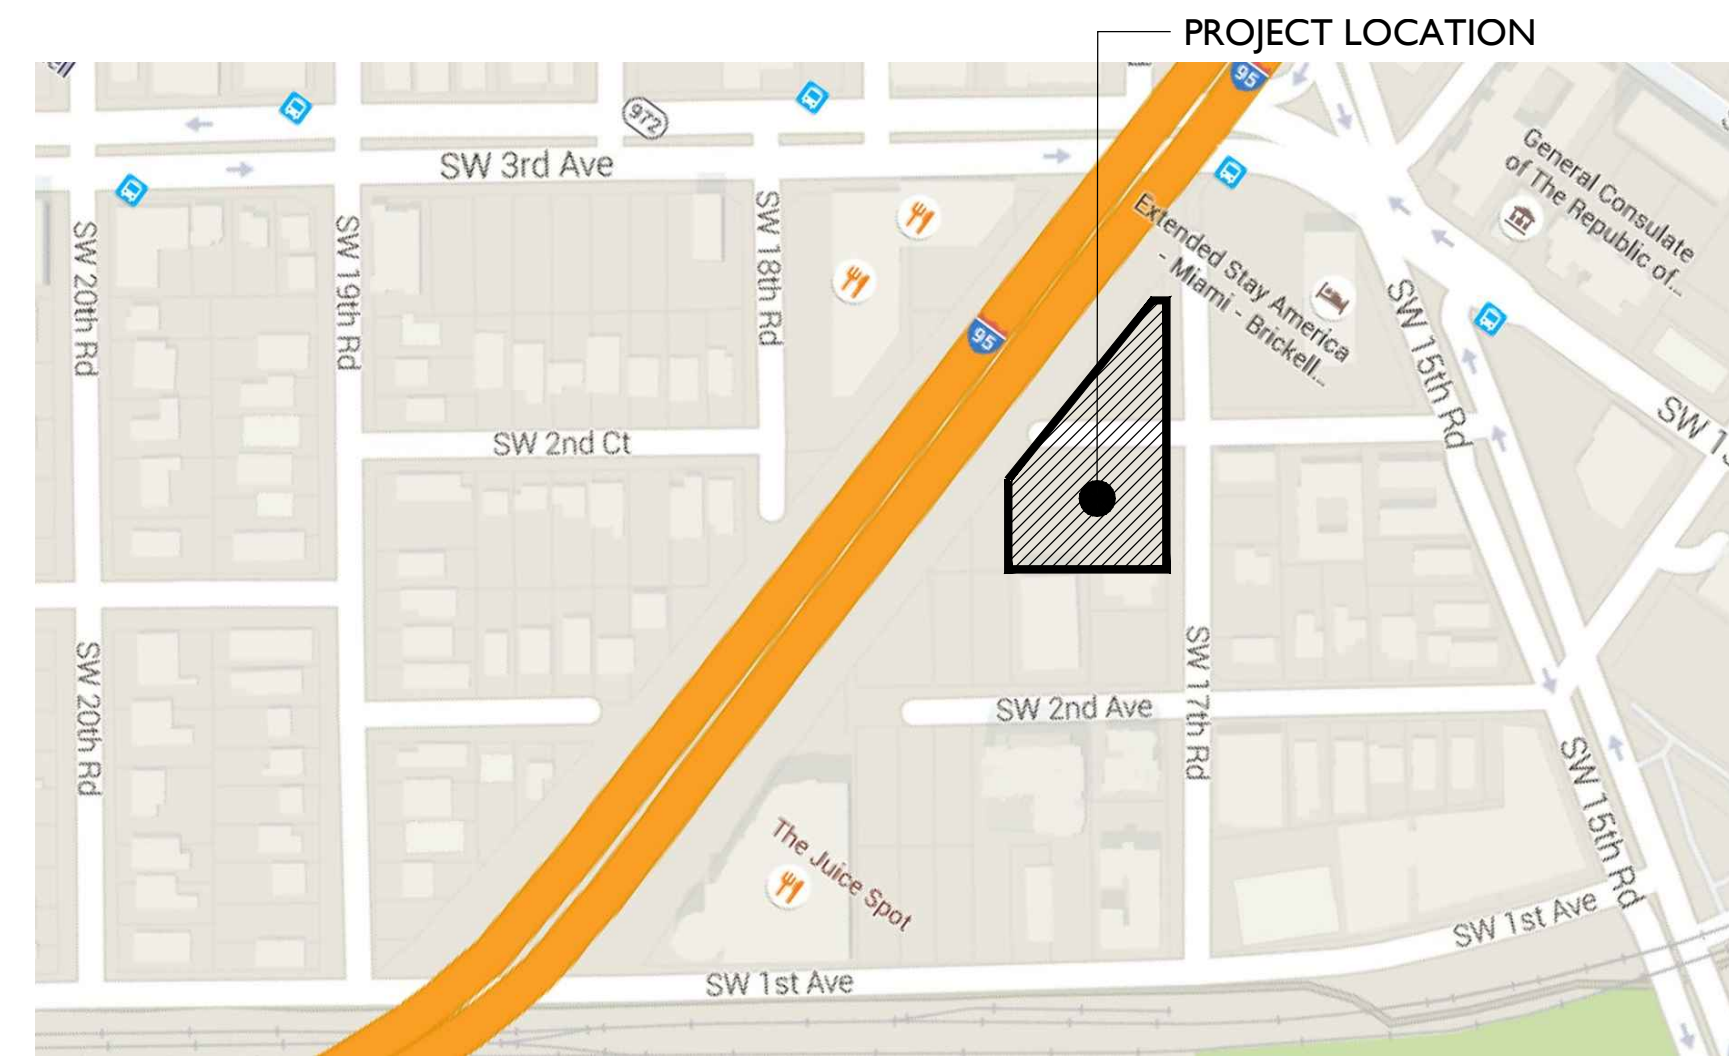 PROJECT LOCATION
95
972
SW 3rd Ave
General Consulate
of The Republic of...
Extended Stay America
- Miami - Brickell...
SW 20th Rd
SW 19th Rd
SW 18th Rd
95
SW 15th Rd
SW 2nd Ct
SW 20th Rd
SW 17th Rd
SW 2nd Ave
SW 15th Rd
The Juice Spot
SW 1st Ave
SW 1st Ave